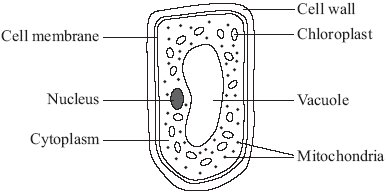 Cell wall
Cell membrane
Chloroplast
Nucleus
Vacuole
Cytoplasm
Mitochondria